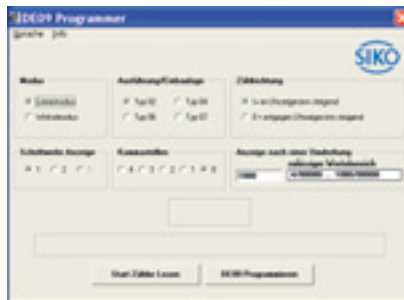 DE09 Programmer
Sprache Info
SIKO
Modus
Ausführung/Einbaulage
Zählrichtung
Typ 02
Typ 04
Typ 06
Typ 07
Schrittweite Anzeige
Kommastellen
Anzeige nach einer Umdrehung
1 2
4 3 2 1 0
zulässiger Wertebereich
1000
Start Zähler Lesen
DE09 Programmieren